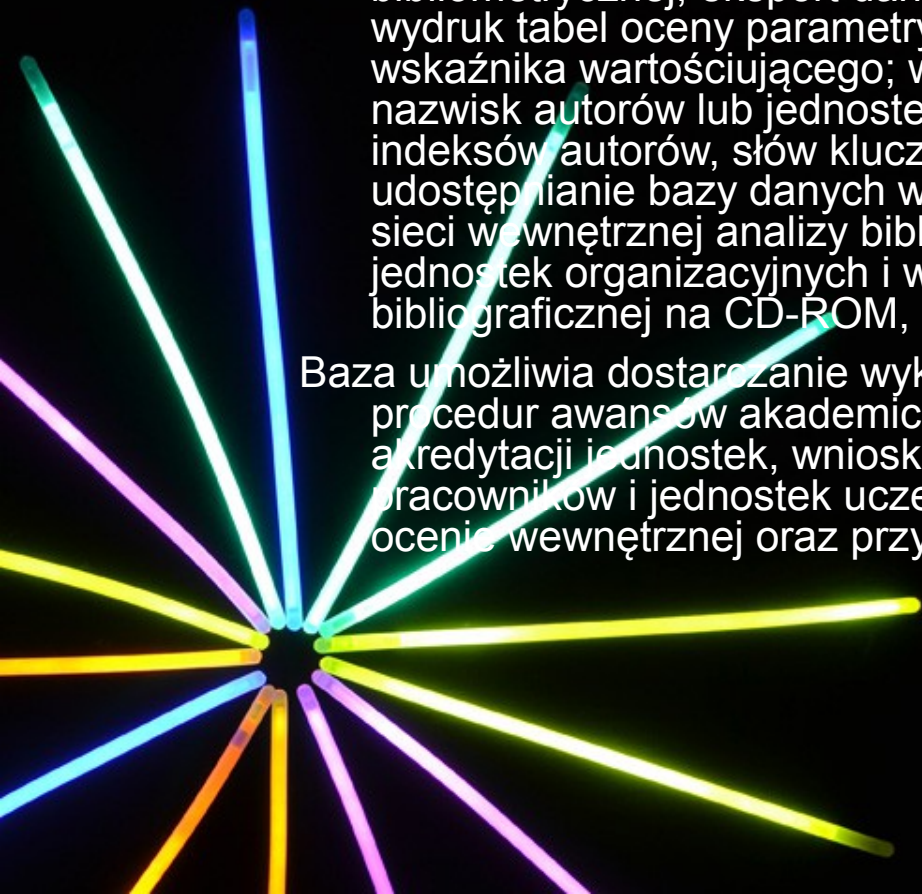 wydruk tabel oceny parametry
wskaźnika wartościującego; w
nazwisk autorów lub jednoste
indeksów autorów, słów klucz
udostępnianie bazy danych w
sieci wewnętrznej analizy bibl
jednostek organizacyjnych i w
bibliograficznej na CD-ROM,
Baza umożliwia dostarczanie wyk
procedur awansów akademic
akredytacji jednostek, wniosk
pracowników i jednostek ucze
ocenie wewnętrznej oraz przy